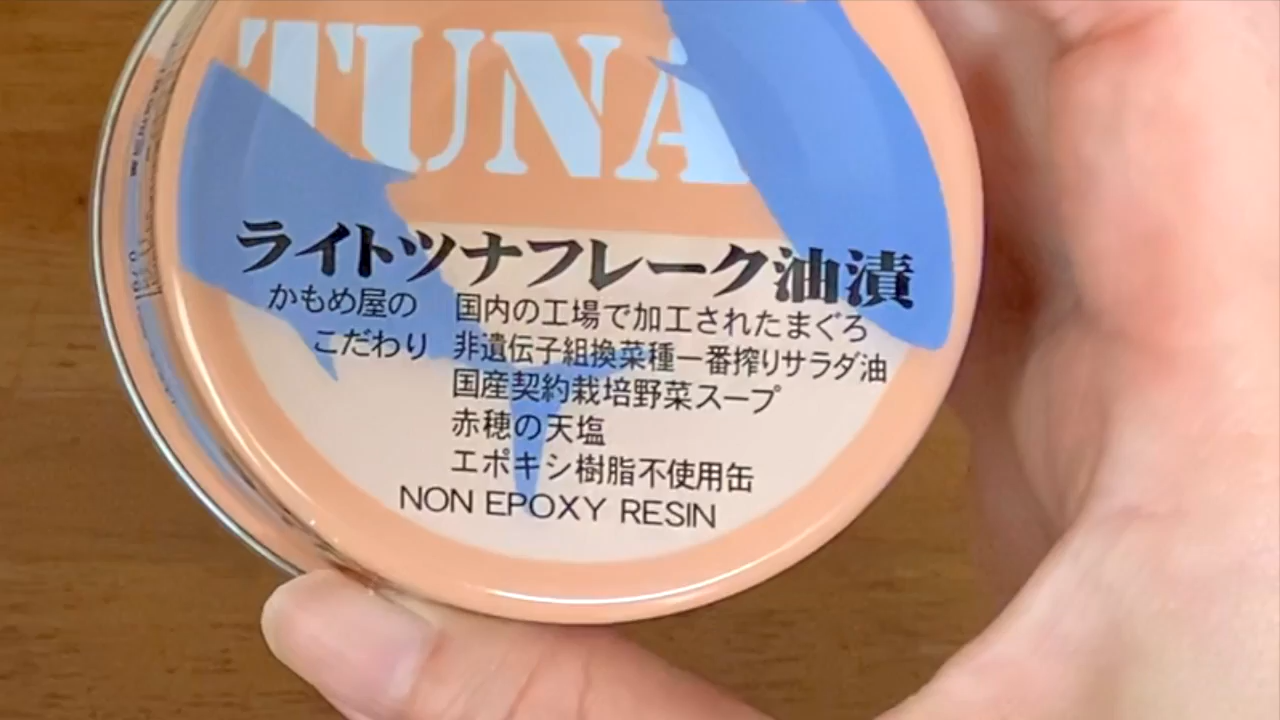 TUNA
ライトツナフレーク油漬
かもめ屋の
こだわり
国内の工場で加工されたまぐろ
非遺伝子組換菜種一番搾りサラダ油
国産契約栽培野菜スープ
赤穂の天塩
エポキシ樹脂不使用缶
NON EPOXY RESIN